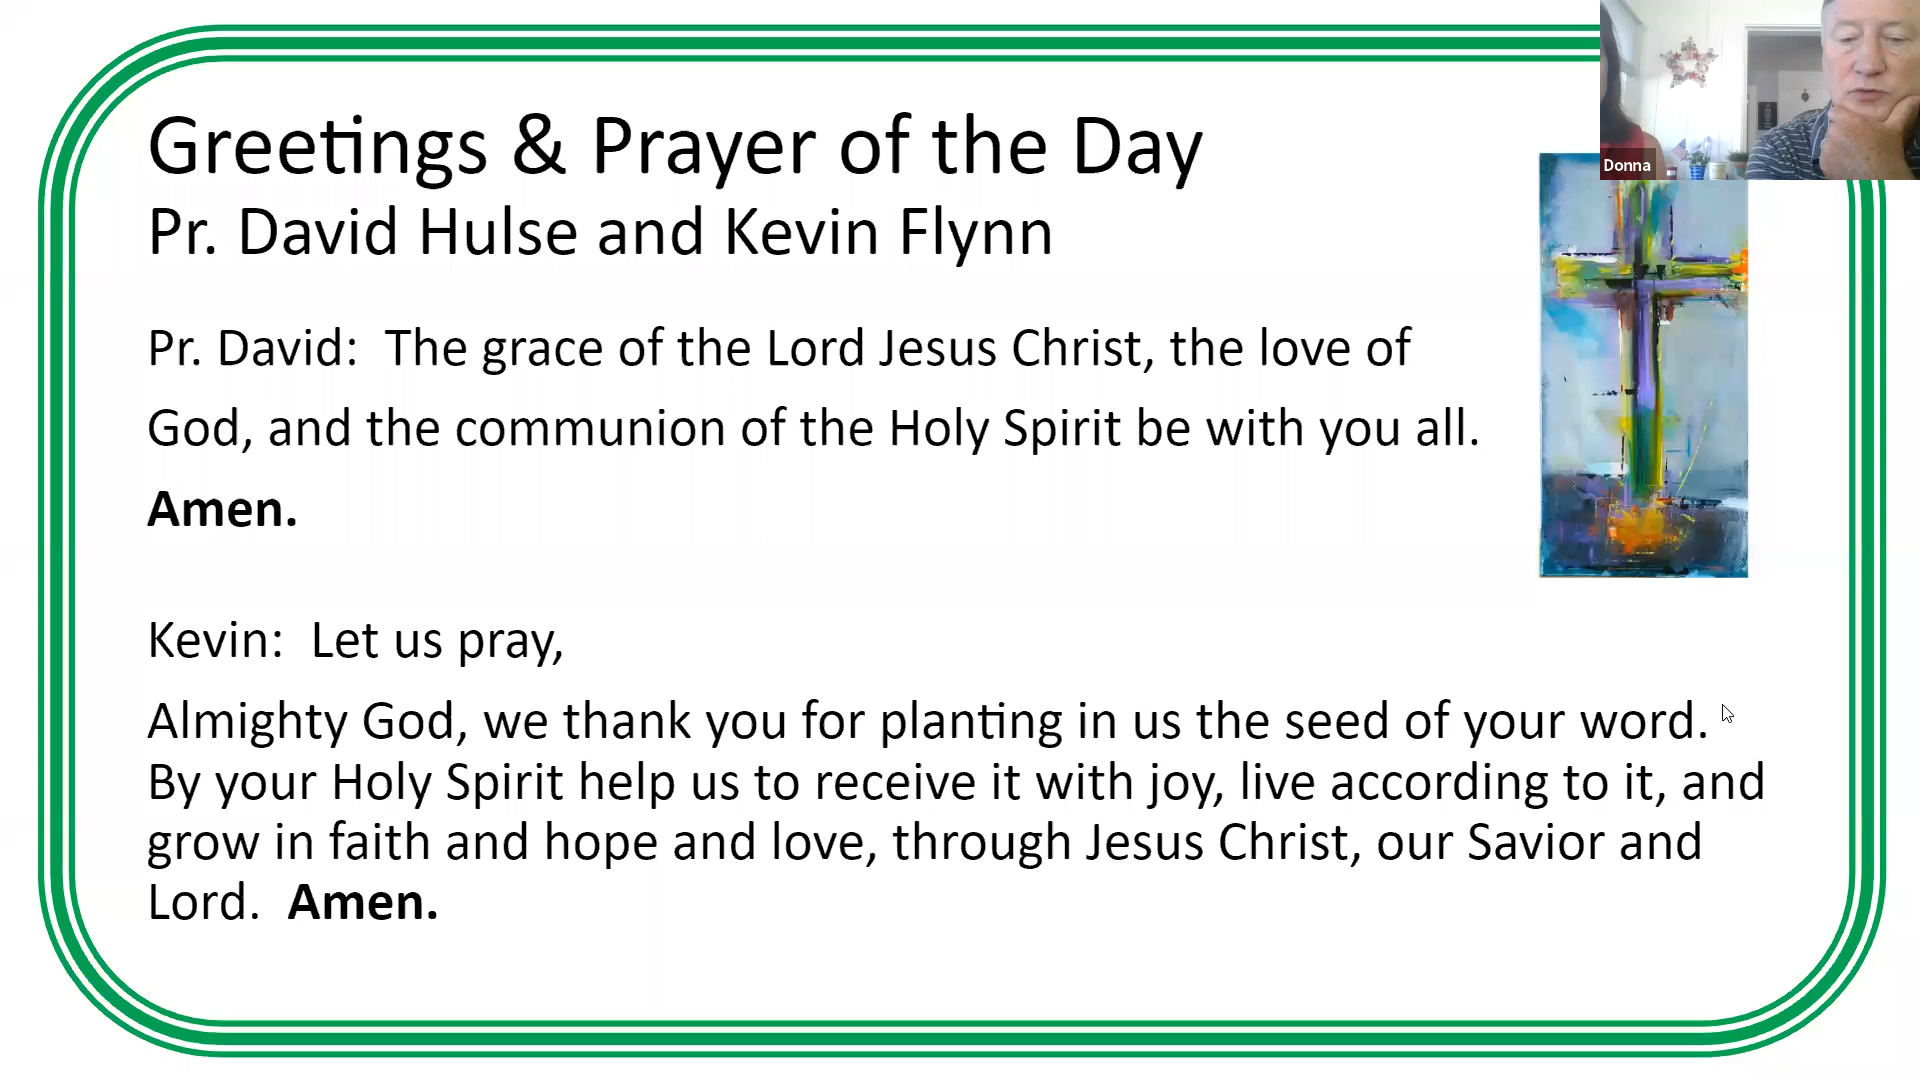 Greetings & Prayer of the Day
Pr. David Hulse and Kevin Flynn
Pr. David:  The grace of the Lord Jesus Christ, the love of
God, and the communion of the Holy Spirit be with you all.
Amen.
Kevin:  Let us pray,
Almighty God, we thank you for planting in us the seed of your word.
By your Holy Spirit help us to receive it with joy, live according to it, and
grow in faith and hope and love, through Jesus Christ, our Savior and
Lord.  Amen.
Donna